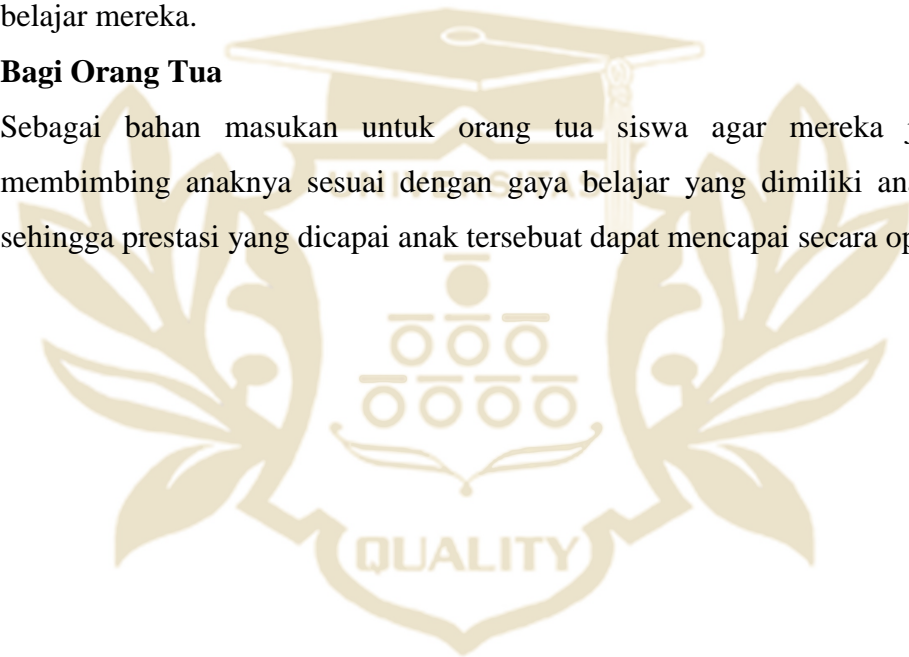 belajar mereka.
Bagi Orang Tua
Sebagai bahan masukan untuk orang tua siswa agar mereka
membimbing anaknya sesuai dengan gaya belajar yang dimiliki
sehingga prestasi yang dicapai anak tersebuat dapat mencapai secara
UNIVERSITAS
QUALITY